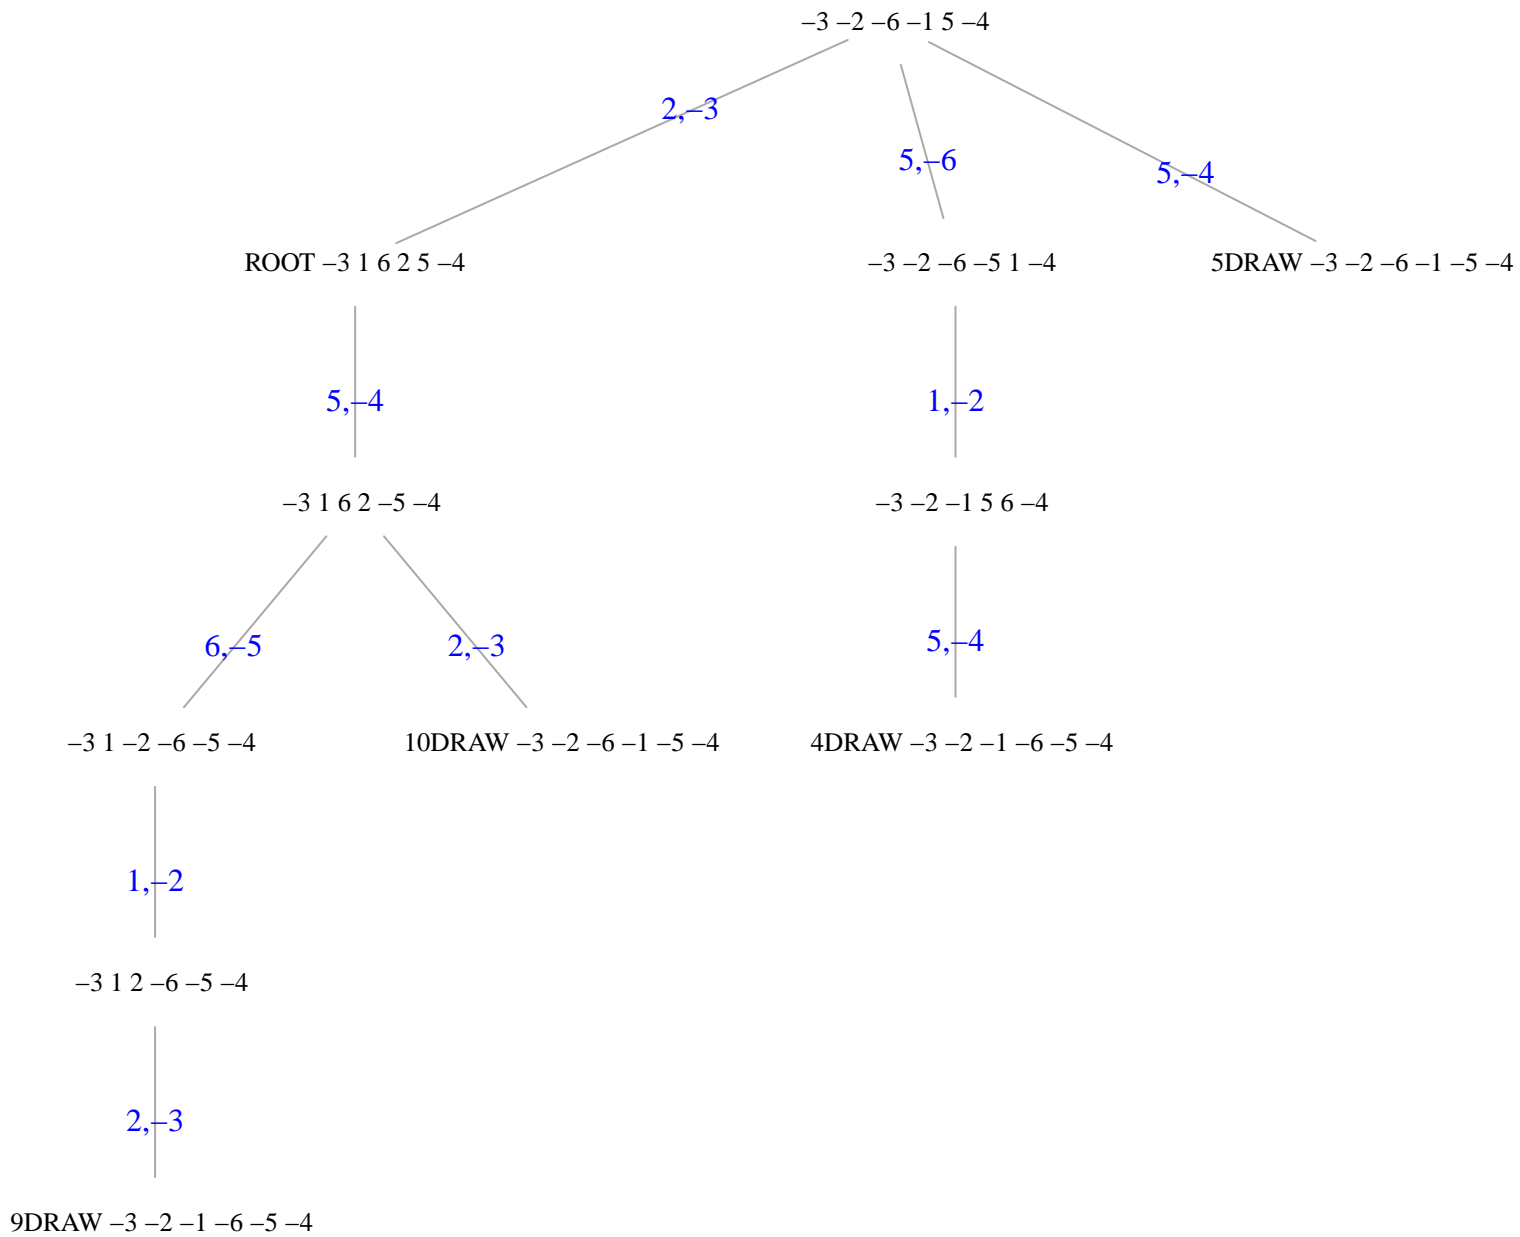 –3 –2 –6 –1 5 –4
2,–3
5,–6
5,–4
ROOT –3 1 6 2 5 –4
–3 –2 –6 –5 1 –4
5DRAW –3 –2 –6 –1 –5 –4
5,–4
1,–2
–3 1 6 2 –5 –4
–3 –2 –1 5 6 –4
6,–5
2,–3
5,–4
–3 1 –2 –6 –5 –4
10DRAW –3 –2 –6 –1 –5 –4
4DRAW –3 –2 –1 –6 –5 –4
1,–2
–3 1 2 –6 –5 –4
2,–3
9DRAW –3 –2 –1 –6 –5 –4